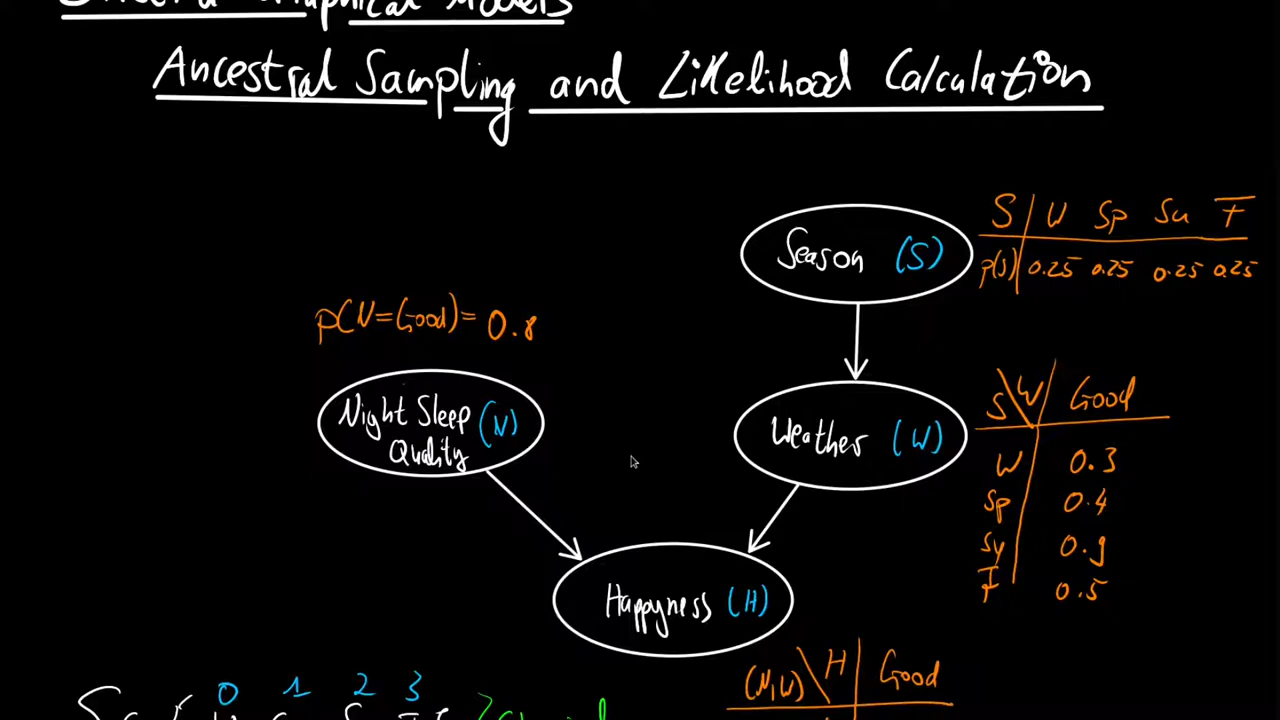 Graphical Models
Ancestral Sampling and Likelihood Calculation
S W Sp Su F
p(S) 0.25 0.25 0.25 0.25
Season (S)
p(N=Good)= 0.8
Night Sleep Quality (N)
Weather (W)
S\W Good
W 0.3
Sp 0.4
Su 0.9
F 0.5
Happyness (H)
(N,W)\H Good
0 1 2 3